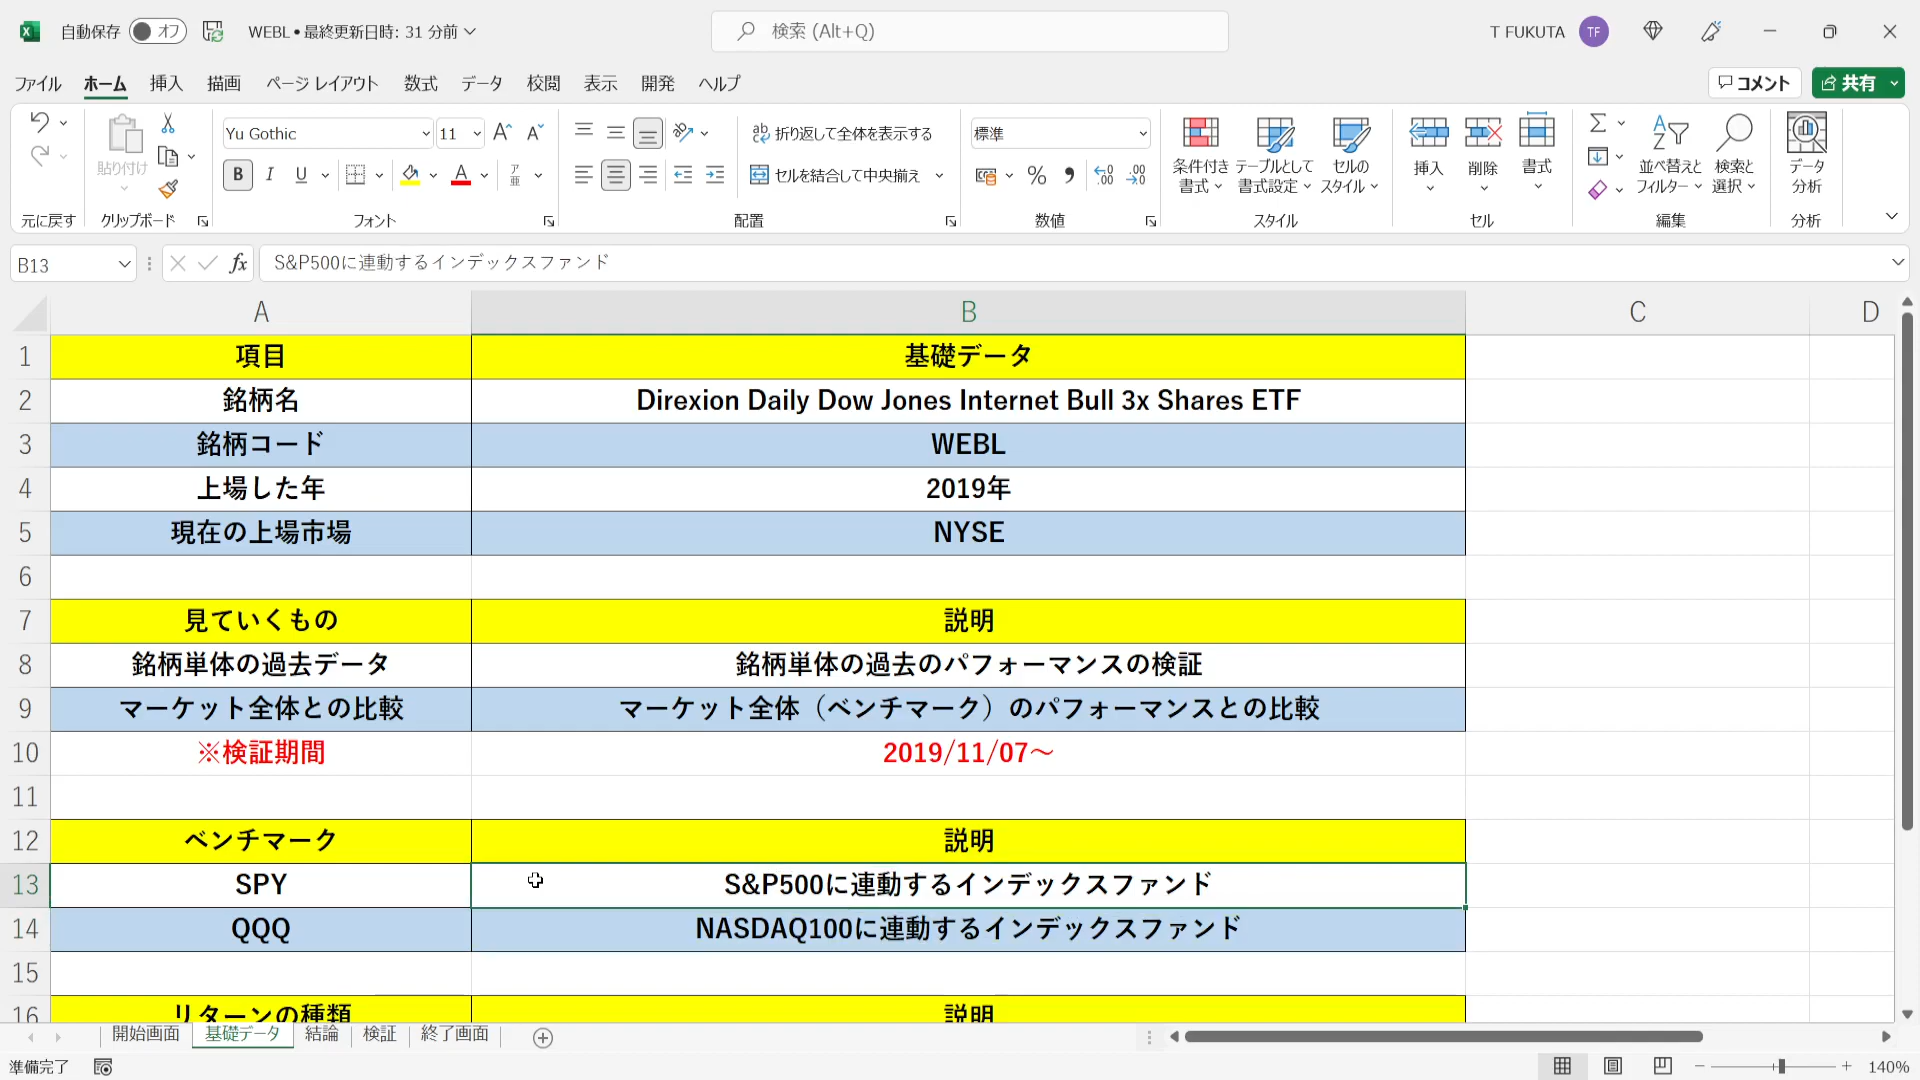 自動保存 オフ WEBL • 最終更新日時: 31 分前 検索 (Alt+Q) T FUKUTA TF
ファイル ホーム 挿入 描画 ページ レイアウト 数式 データ 校閲 表示 開発 ヘルプ コメント 共有
Yu Gothic 11 折り返して全体を表示する 標準
貼り付け B I U A ア亜 セルを結合して中央揃え % 条件付き書式 テーブルとして書式設定 セルのスタイル 挿入 削除 書式 並べ替えとフィルター 検索と選択 データ分析
元に戻す クリップボード フォント 配置 数値 スタイル セル 編集 分析
B13 fx S&P500に連動するインデックスファンド
A B C D
1 項目 基礎データ
2 銘柄名 Direxion Daily Dow Jones Internet Bull 3x Shares ETF
3 銘柄コード WEBL
4 上場した年 2019年
5 現在の上場市場 NYSE
6
7 見ていくもの 説明
8 銘柄単体の過去データ 銘柄単体の過去のパフォーマンスの検証
9 マーケット全体との比較 マーケット全体（ベンチマーク）のパフォーマンスとの比較
10 ※検証期間 2019/11/07～
11
12 ベンチマーク 説明
13 SPY S&P500に連動するインデックスファンド
14 QQQ NASDAQ100に連動するインデックスファンド
15
16 リターンの種類 説明
開始画面 基礎データ 結論 検証 終了画面
準備完了 140%